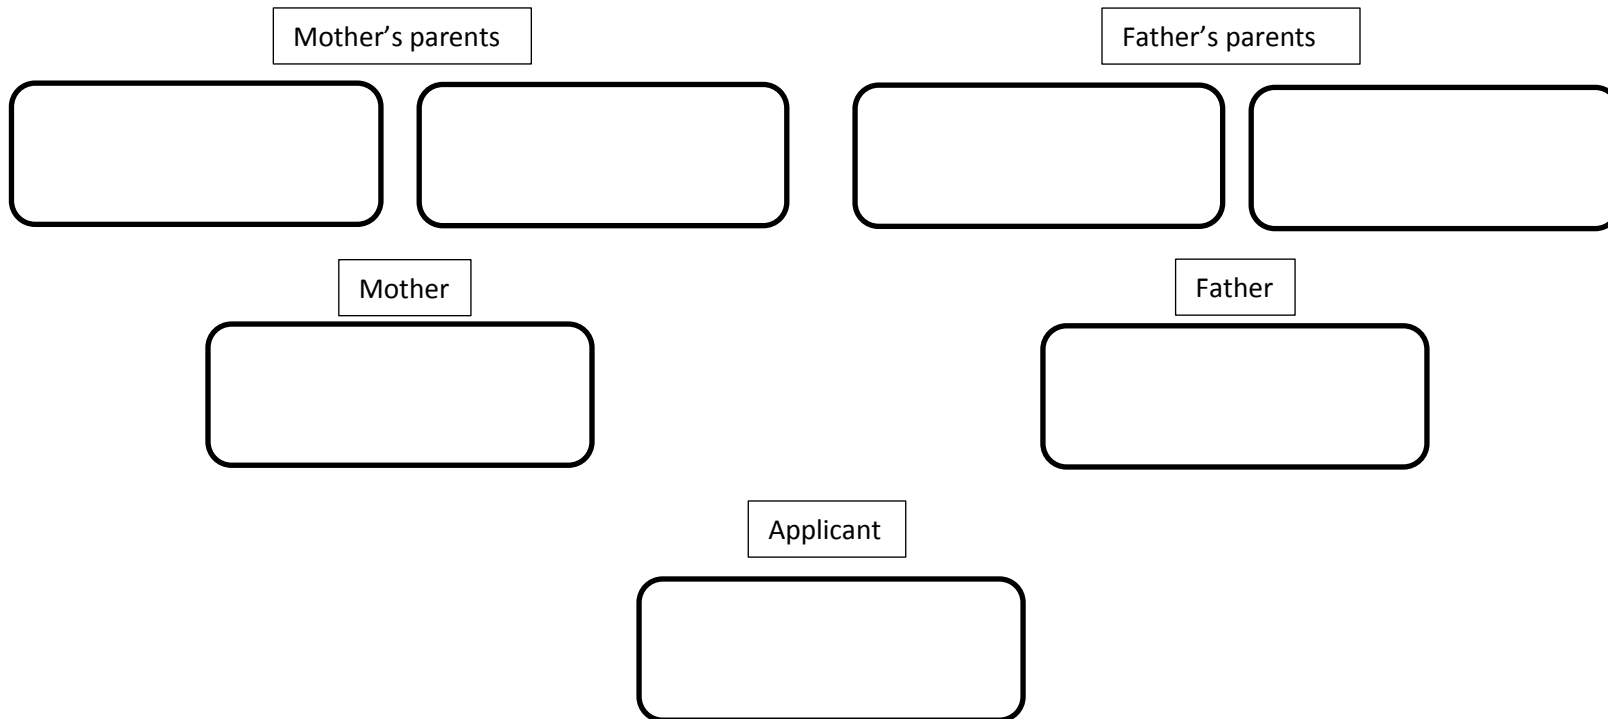 Mother’s parents
Father’s parents
Mother
Father
Applicant